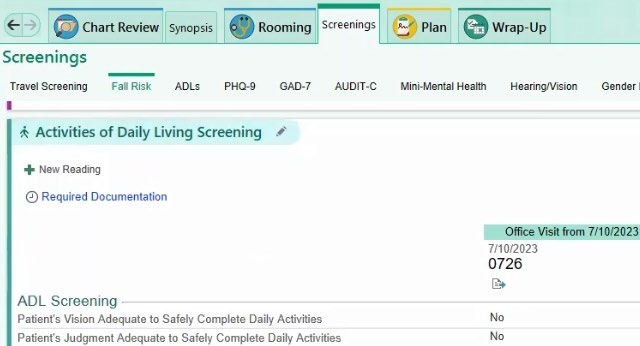 Chart Review Synopsis Rooming Screenings Plan Wrap-Up
Screenings
Travel Screening Fall Risk ADLs PHQ-9 GAD-7 AUDIT-C Mini-Mental Health Hearing/Vision Gender
Activities of Daily Living Screening
New Reading
Required Documentation
Office Visit from 7/10/2023
7/10/2023
0726
ADL Screening
Patient's Vision Adequate to Safely Complete Daily Activities No
Patient's Judgment Adequate to Safely Complete Daily Activities No